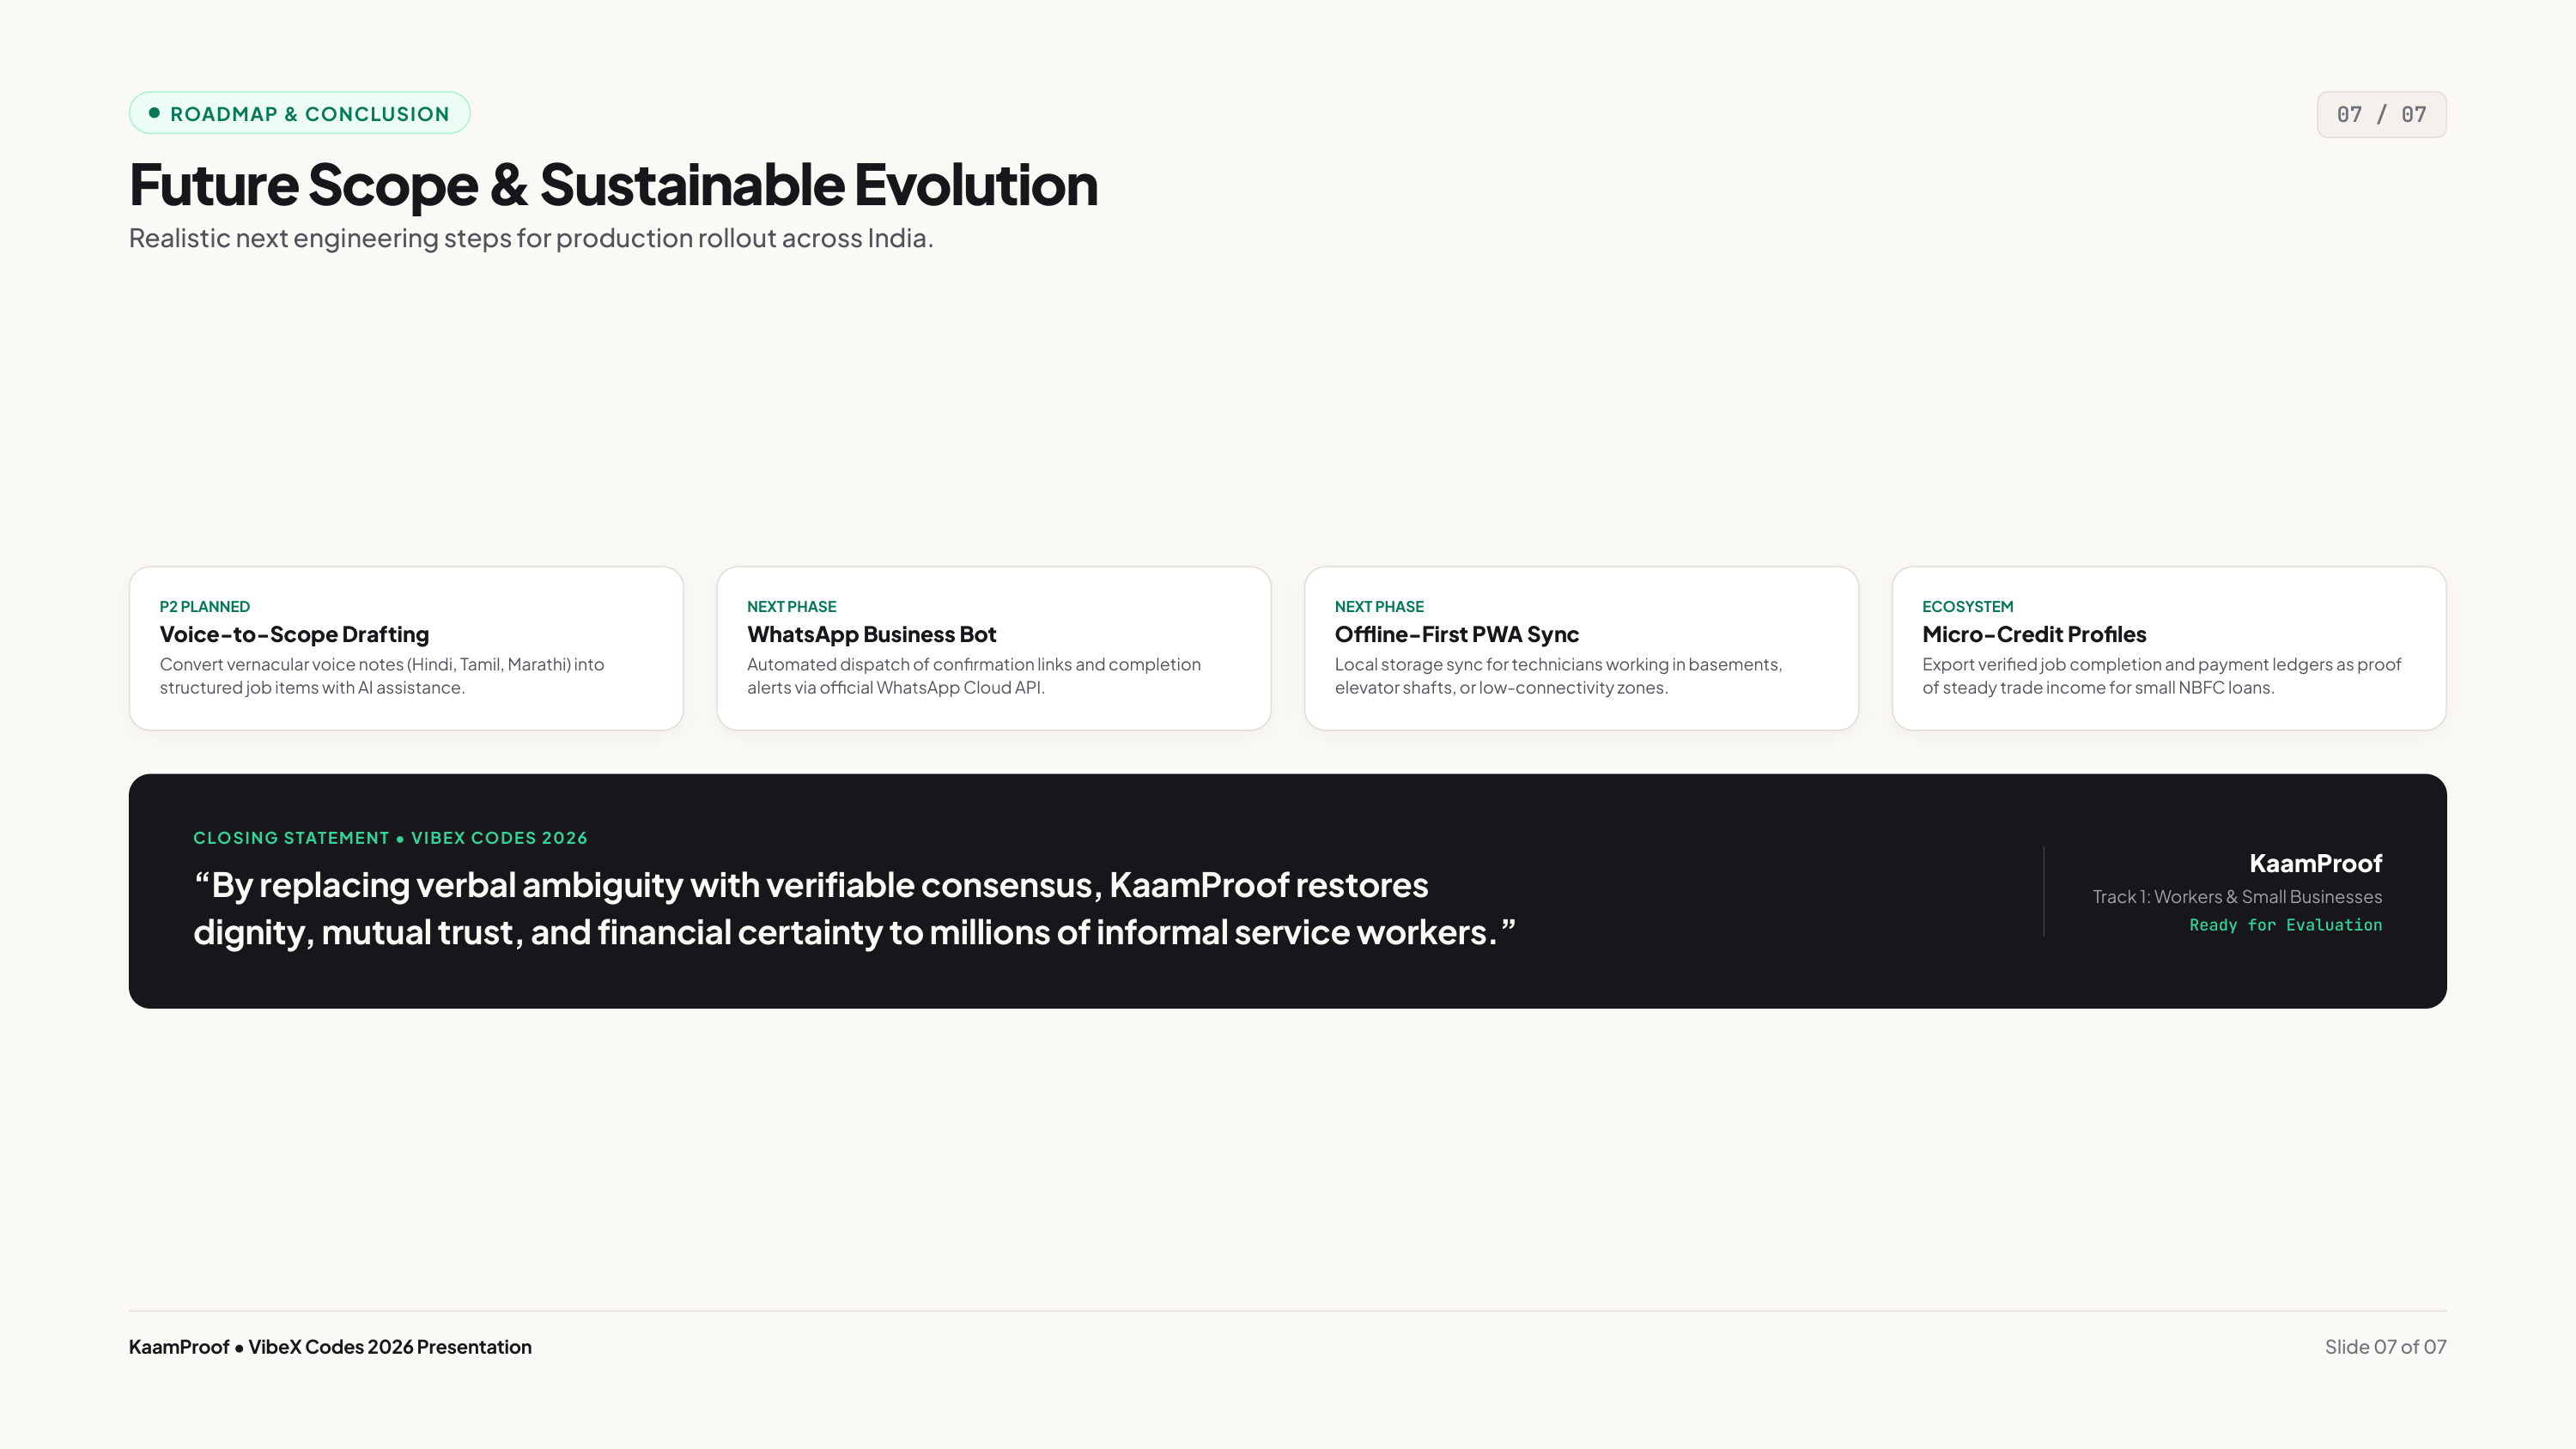 ● ROADMAP & CONCLUSION
07 / 07
Future Scope & Sustainable Evolution
Realistic next engineering steps for production rollout across India.
P2 PLANNED
Voice-to-Scope Drafting
Convert vernacular voice notes (Hindi, Tamil, Marathi) into
structured job items with AI assistance.
NEXT PHASE
WhatsApp Business Bot
Automated dispatch of confirmation links and completion
alerts via official WhatsApp Cloud API.
NEXT PHASE
Offline-First PWA Sync
Local storage sync for technicians working in basements,
elevator shafts, or low-connectivity zones.
ECOSYSTEM
Micro-Credit Profiles
Export verified job completion and payment ledgers as proof
of steady trade income for small NBFC loans.
CLOSING STATEMENT ● VIBEX CODES 2026
“By replacing verbal ambiguity with verifiable consensus, KaamProof restores
dignity, mutual trust, and financial certainty to millions of informal service workers.”
KaamProof
Track 1: Workers & Small Businesses
Ready for Evaluation
KaamProof ● VibeX Codes 2026 Presentation
Slide 07 of 07